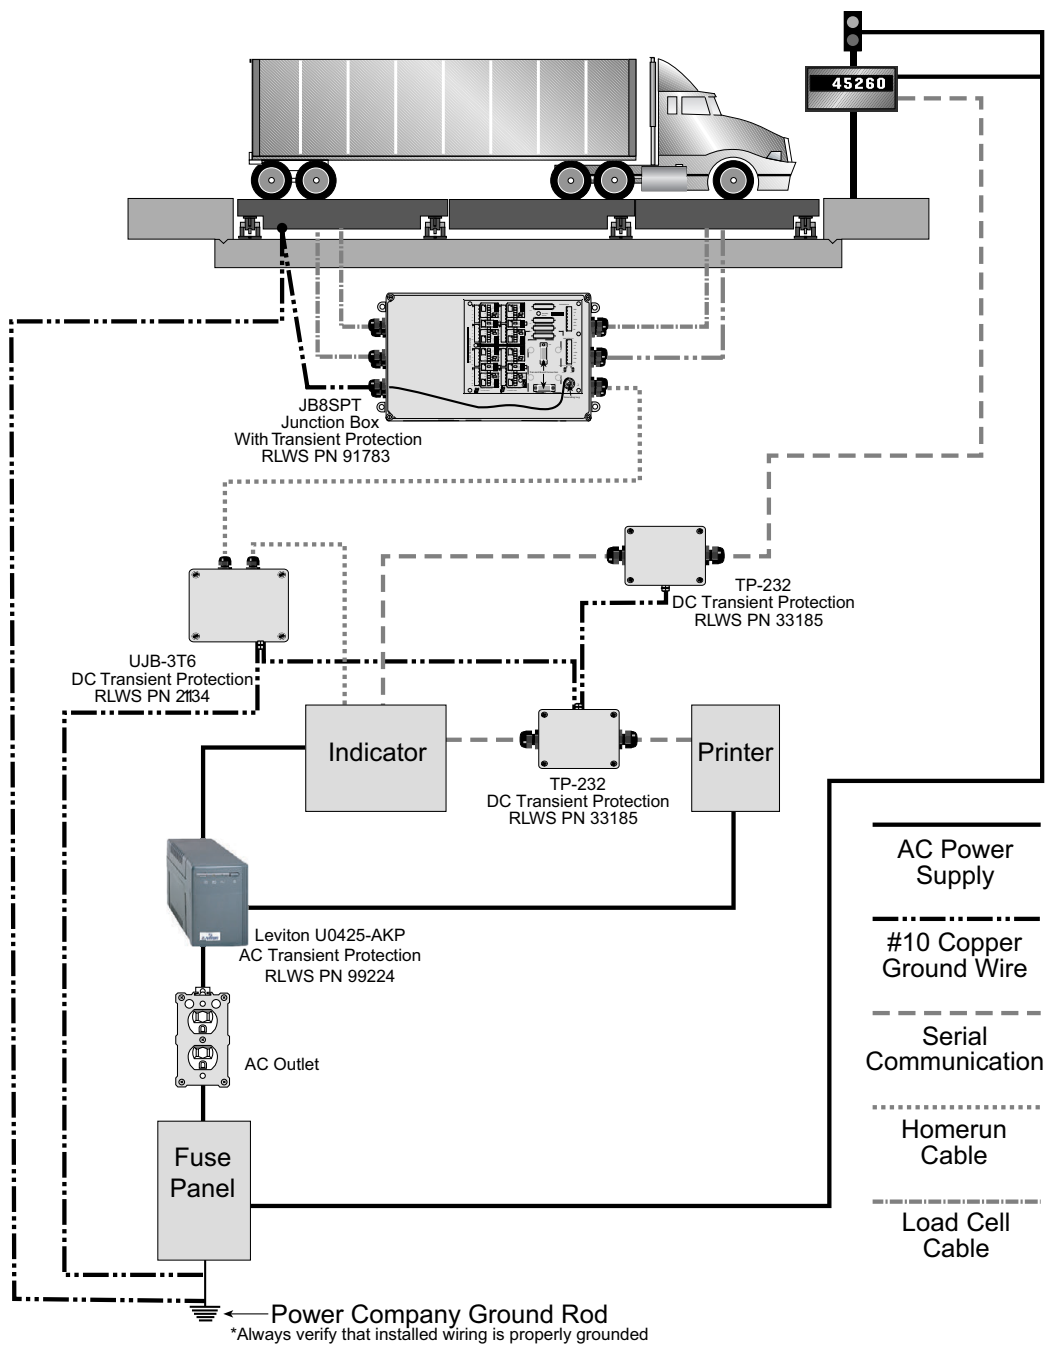 45260
JB8SPT
Junction Box
With Transient Protection
RLWS PN 91783
TP-232
DC Transient Protection
RLWS PN 33185
UJB-3T6
DC Transient Protection
RLWS PN 21134
Indicator
Printer
TP-232
DC Transient Protection
RLWS PN 33185
AC Power
Supply
Leviton U0425-AKP
AC Transient Protection
RLWS PN 99224
#10 Copper
Ground Wire
Serial
Communication
AC Outlet
Homerun
Cable
Fuse
Panel
Load Cell
Cable
Power Company Ground Rod
*Always verify that installed wiring is properly grounded